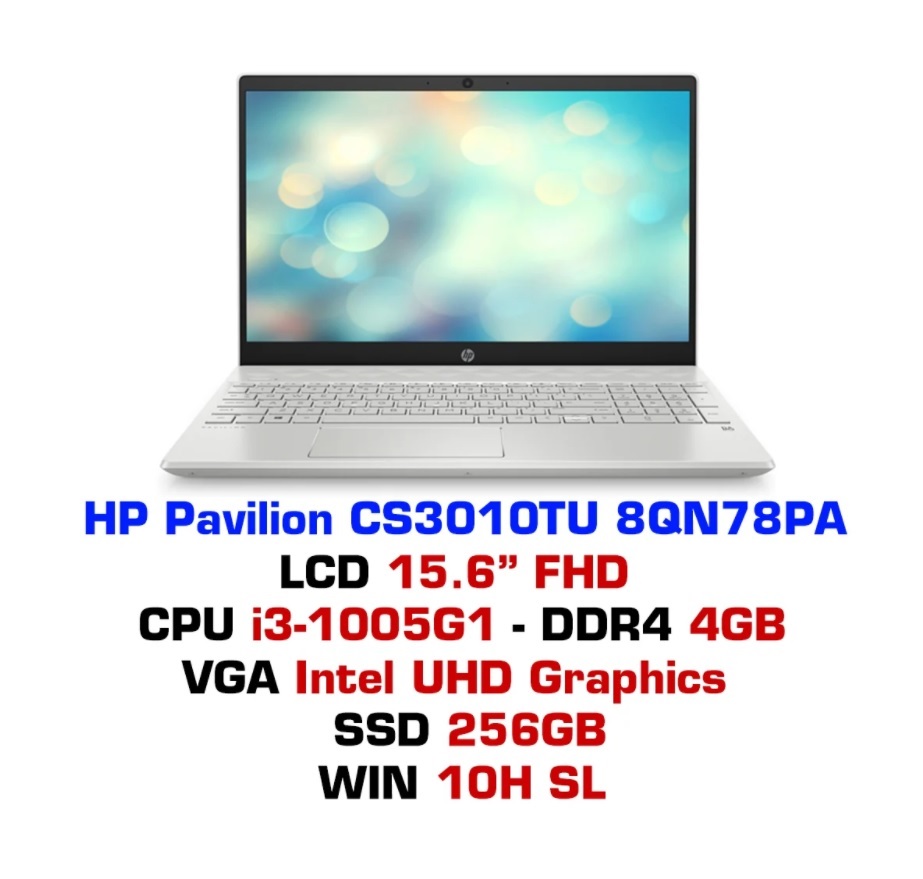 hp
HP Pavilion CS3010TU 8QN78PA
LCD 15.6” FHD
CPU i3-1005G1 - DDR4 4GB
VGA Intel UHD Graphics
SSD 256GB
WIN 10H SL